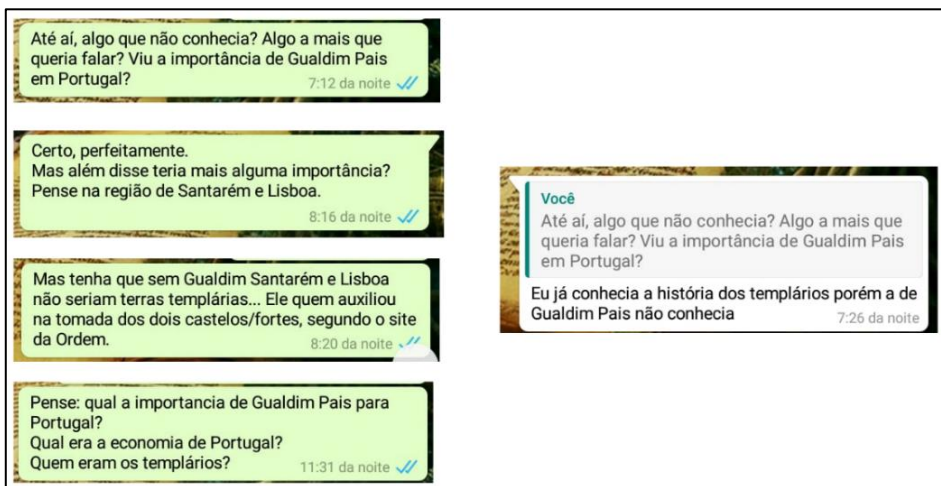 Até aí, algo que não conhecia? Algo a mais que
queria falar? Viu a importância de Gualdim Pais
em Portugal?
7:12 da noite
Certo, perfeitamente.
Mas além disse teria mais alguma importância?
Pense na região de Santarém e Lisboa.
8:16 da noite
Mas tenha que sem Gualdim Santarém e Lisboa
não seriam terras templárias... Ele quem auxiliou
na tomada dos dois castelos/fortes, segundo o site
da Ordem.
8:20 da noite
Pense: qual a importancia de Gualdim Pais para
Portugal?
Qual era a economia de Portugal?
Quem eram os templários?
11:31 da noite
Você
Até aí, algo que não conhecia? Algo a mais que
queria falar? Viu a importância de Gualdim Pais
em Portugal?
Eu já conhecia a história dos templários porém a de
Gualdim Pais não conhecia
7:26 da noite